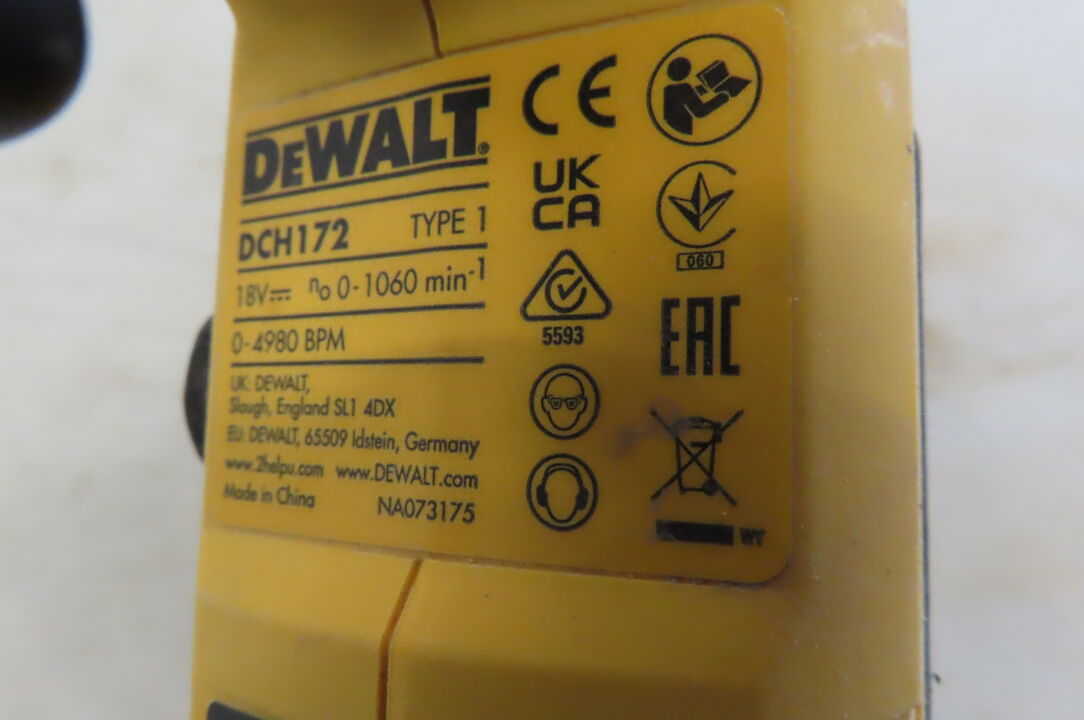 DEWALT®
DCH172 TYPE 1
18V⎓ n₀ 0-1060 min⁻¹
0-4980 BPM
UK: DEWALT,
Slough, England SL1 4DX
EU: DEWALT, 65509 Idstein, Germany
www.2helpu.com www.DEWALT.com
Made in China NA073175
CE
UK
CA
5593
060
EAC
WY